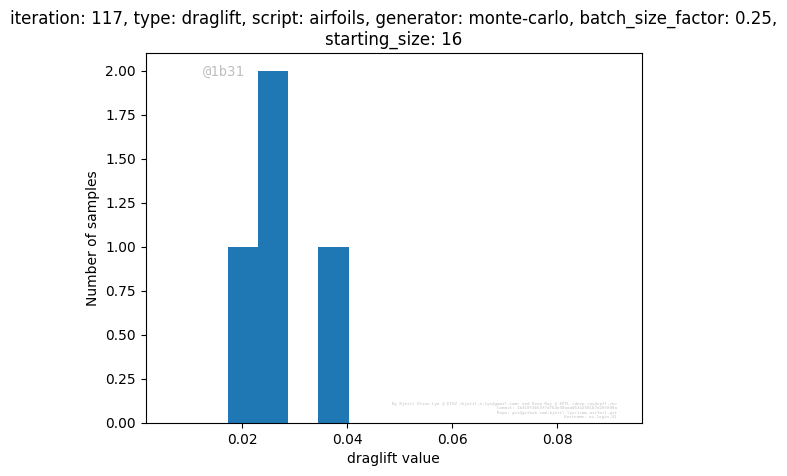 iteration: 117, type: draglift, script: airfoils, generator: monte-carlo, batch_size_factor: 0.25,
starting_size: 16
@1b31
2.00
1.75
1.50
1.25
1.00
0.75
0.50
0.25
0.00
Number of samples
0.02 0.04 0.06 0.08
draglift value